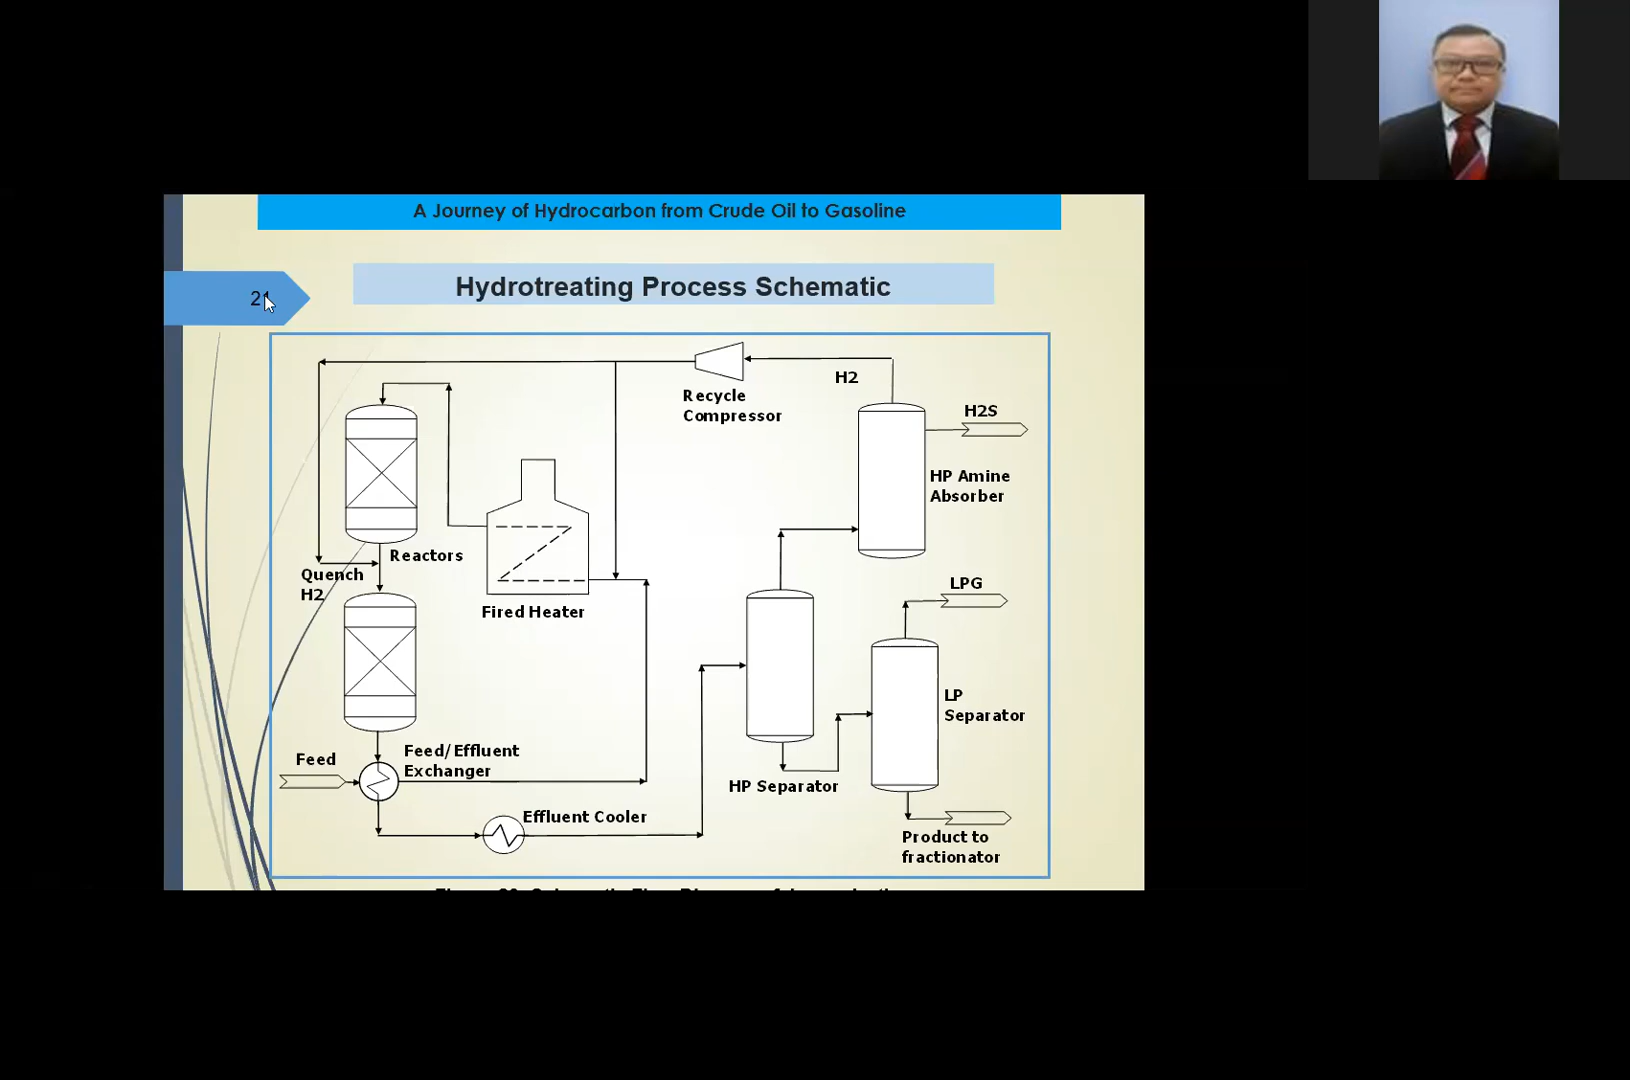 A Journey of Hydrocarbon from Crude Oil to Gasoline
Hydrotreating Process Schematic
H2
Recycle
Compressor
H2S
HP Amine
Absorber
Reactors
Quench
H2
Fired Heater
LPG
LP
Separator
Feed
Feed/Effluent
Exchanger
HP Separator
Effluent Cooler
Product to
fractionator